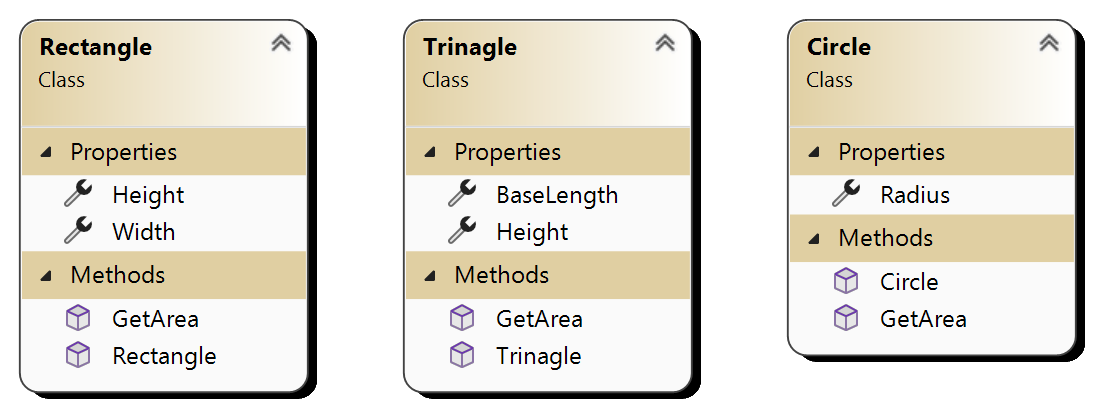 Rectangle
Class
Properties
Height
Width
Methods
GetArea
Rectangle
Trinagle
Class
Properties
BaseLength
Height
Methods
GetArea
Trinagle
Circle
Class
Properties
Radius
Methods
Circle
GetArea